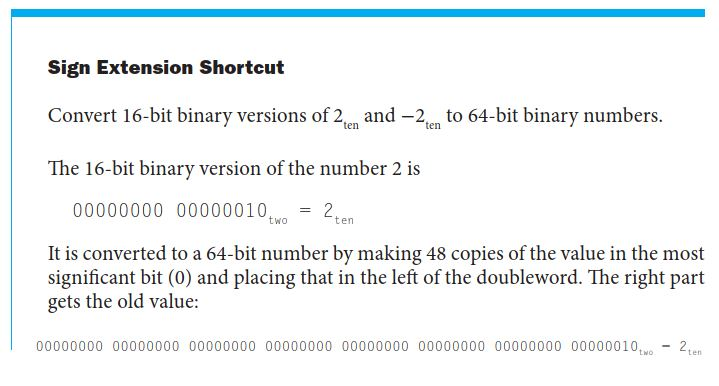 Sign Extension Shortcut
Convert 16-bit binary versions of 2ten and −2ten to 64-bit binary numbers.
The 16-bit binary version of the number 2 is
00000000 00000010two = 2ten
It is converted to a 64-bit number by making 48 copies of the value in the most
significant bit (0) and placing that in the left of the doubleword. The right part
gets the old value:
00000000 00000000 00000000 00000000 00000000 00000000 00000000 00000010two − 2ten